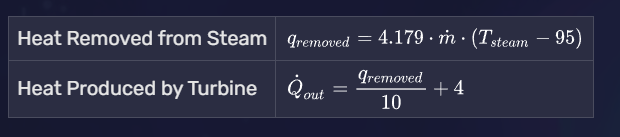 Heat Removed from Steam q_removed = 4.179 · ṁ · (T_steam − 95)
Heat Produced by Turbine Q̇_out = q_removed / 10 + 4